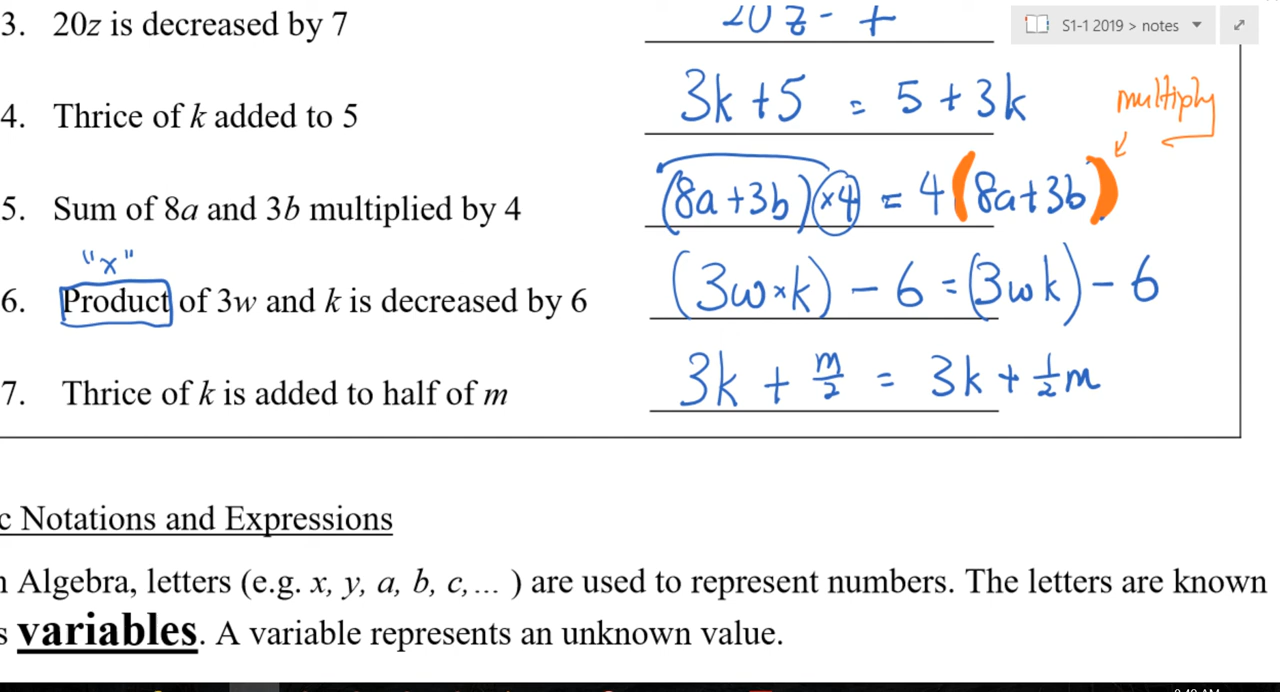 S1-1 2019 > notes
3. 20z is decreased by 7 20z -
4. Thrice of k added to 5 3k + 5 = 5 + 3k
multiply
5. Sum of 8a and 3b multiplied by 4 (8a + 3b) × 4 = 4(8a + 3b)
"x"
6. Product of 3w and k is decreased by 6 (3w × k) - 6 = (3wk) - 6
7. Thrice of k is added to half of m 3k + m/2 = 3k + 1/2 m
c Notations and Expressions
n Algebra, letters (e.g. x, y, a, b, c,... ) are used to represent numbers. The letters are known
s variables. A variable represents an unknown value.